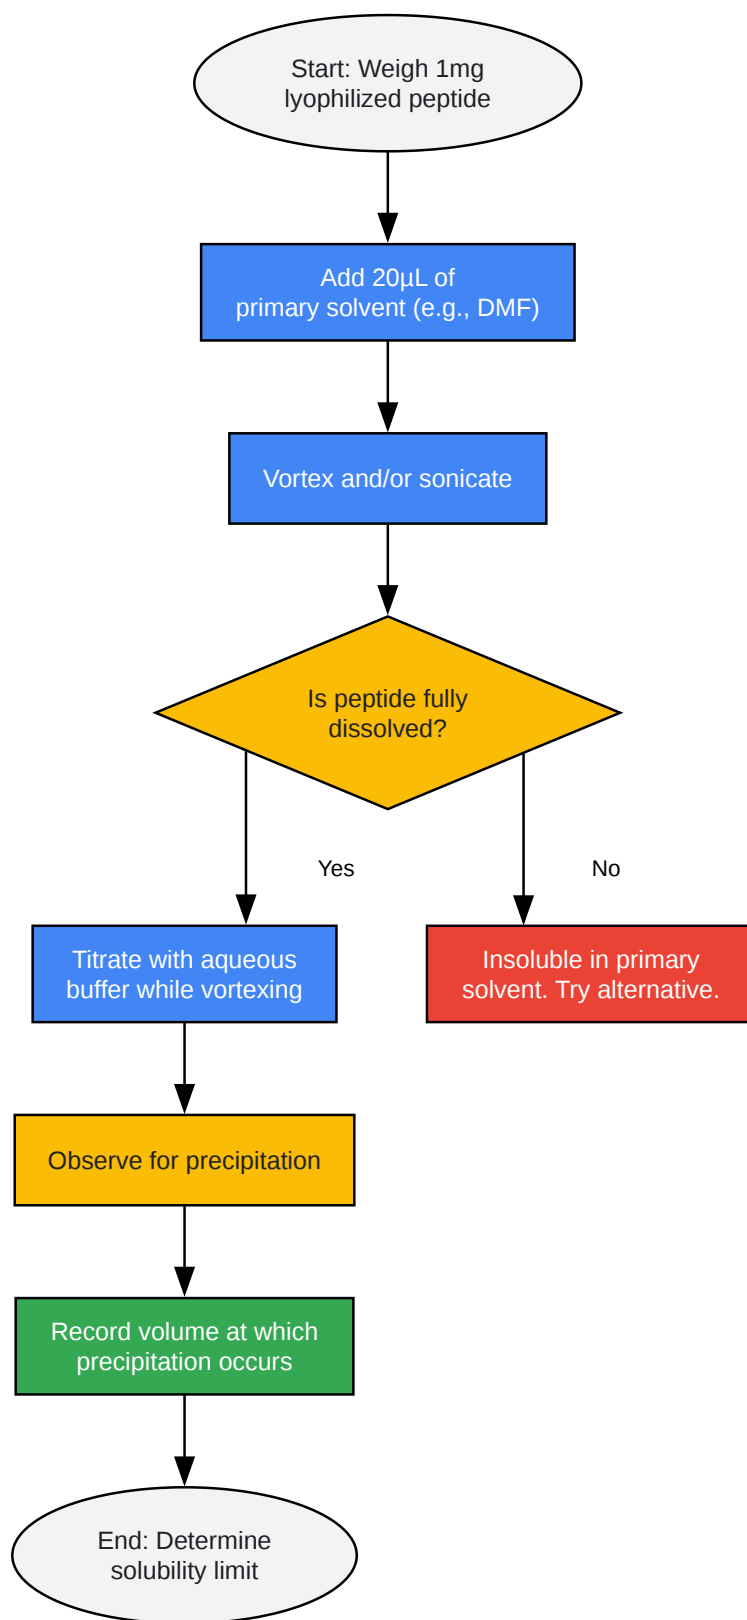 Start: Weigh 1mg
lyophilized peptide
Add 20µL of
primary solvent (e.g., DMF)
Vortex and/or sonicate
Is peptide fully
dissolved?
Yes
No
Titrate with aqueous
buffer while vortexing
Insoluble in primary
solvent. Try alternative.
Observe for precipitation
Record volume at which
precipitation occurs
End: Determine
solubility limit